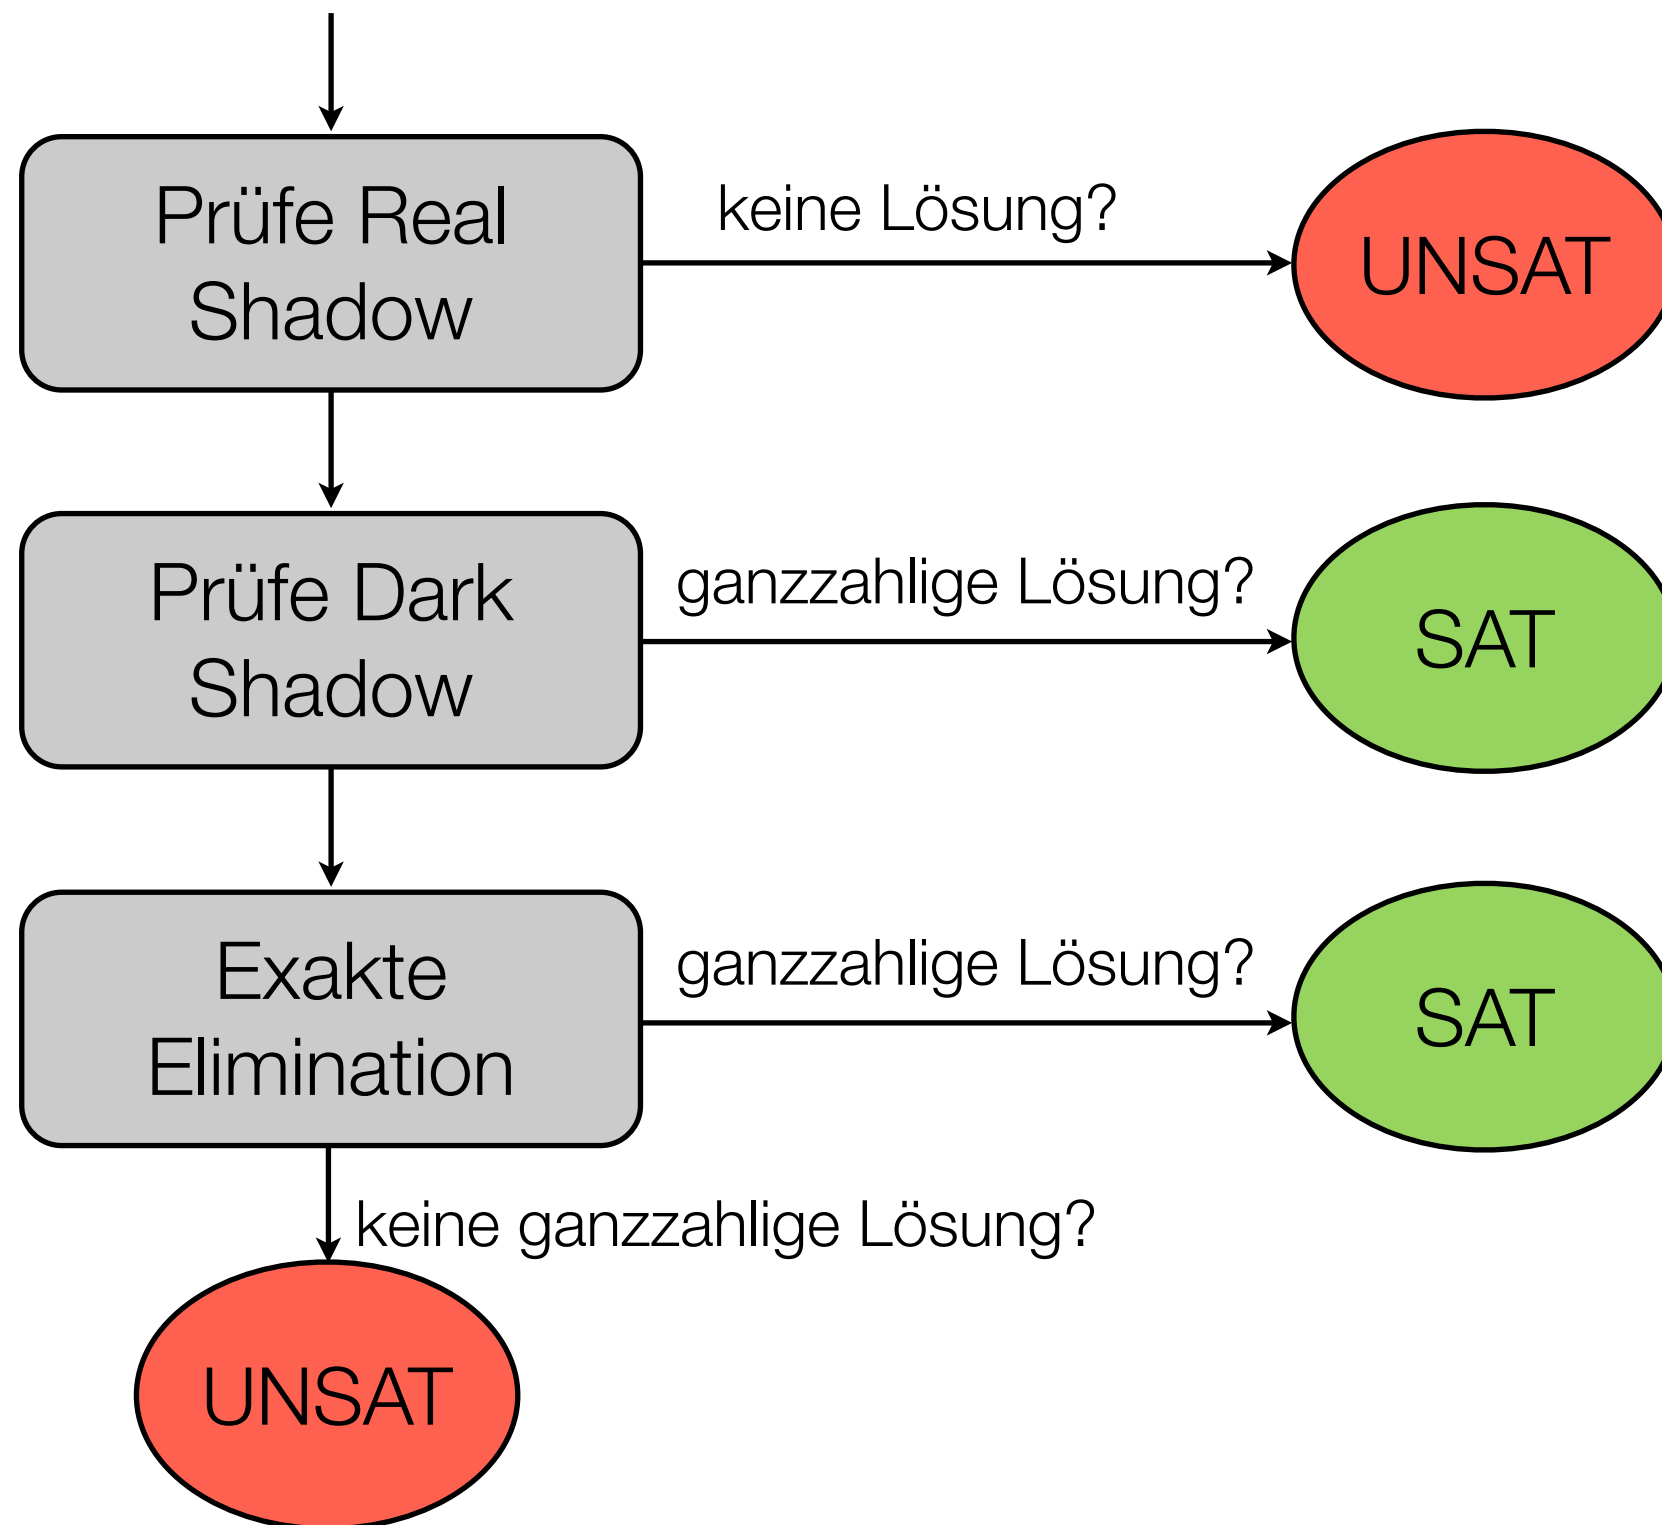 Prüfe Real
Shadow
keine Lösung?
UNSAT
Prüfe Dark
Shadow
ganzzahlige Lösung?
SAT
Exakte
Elimination
ganzzahlige Lösung?
SAT
keine ganzzahlige Lösung?
UNSAT